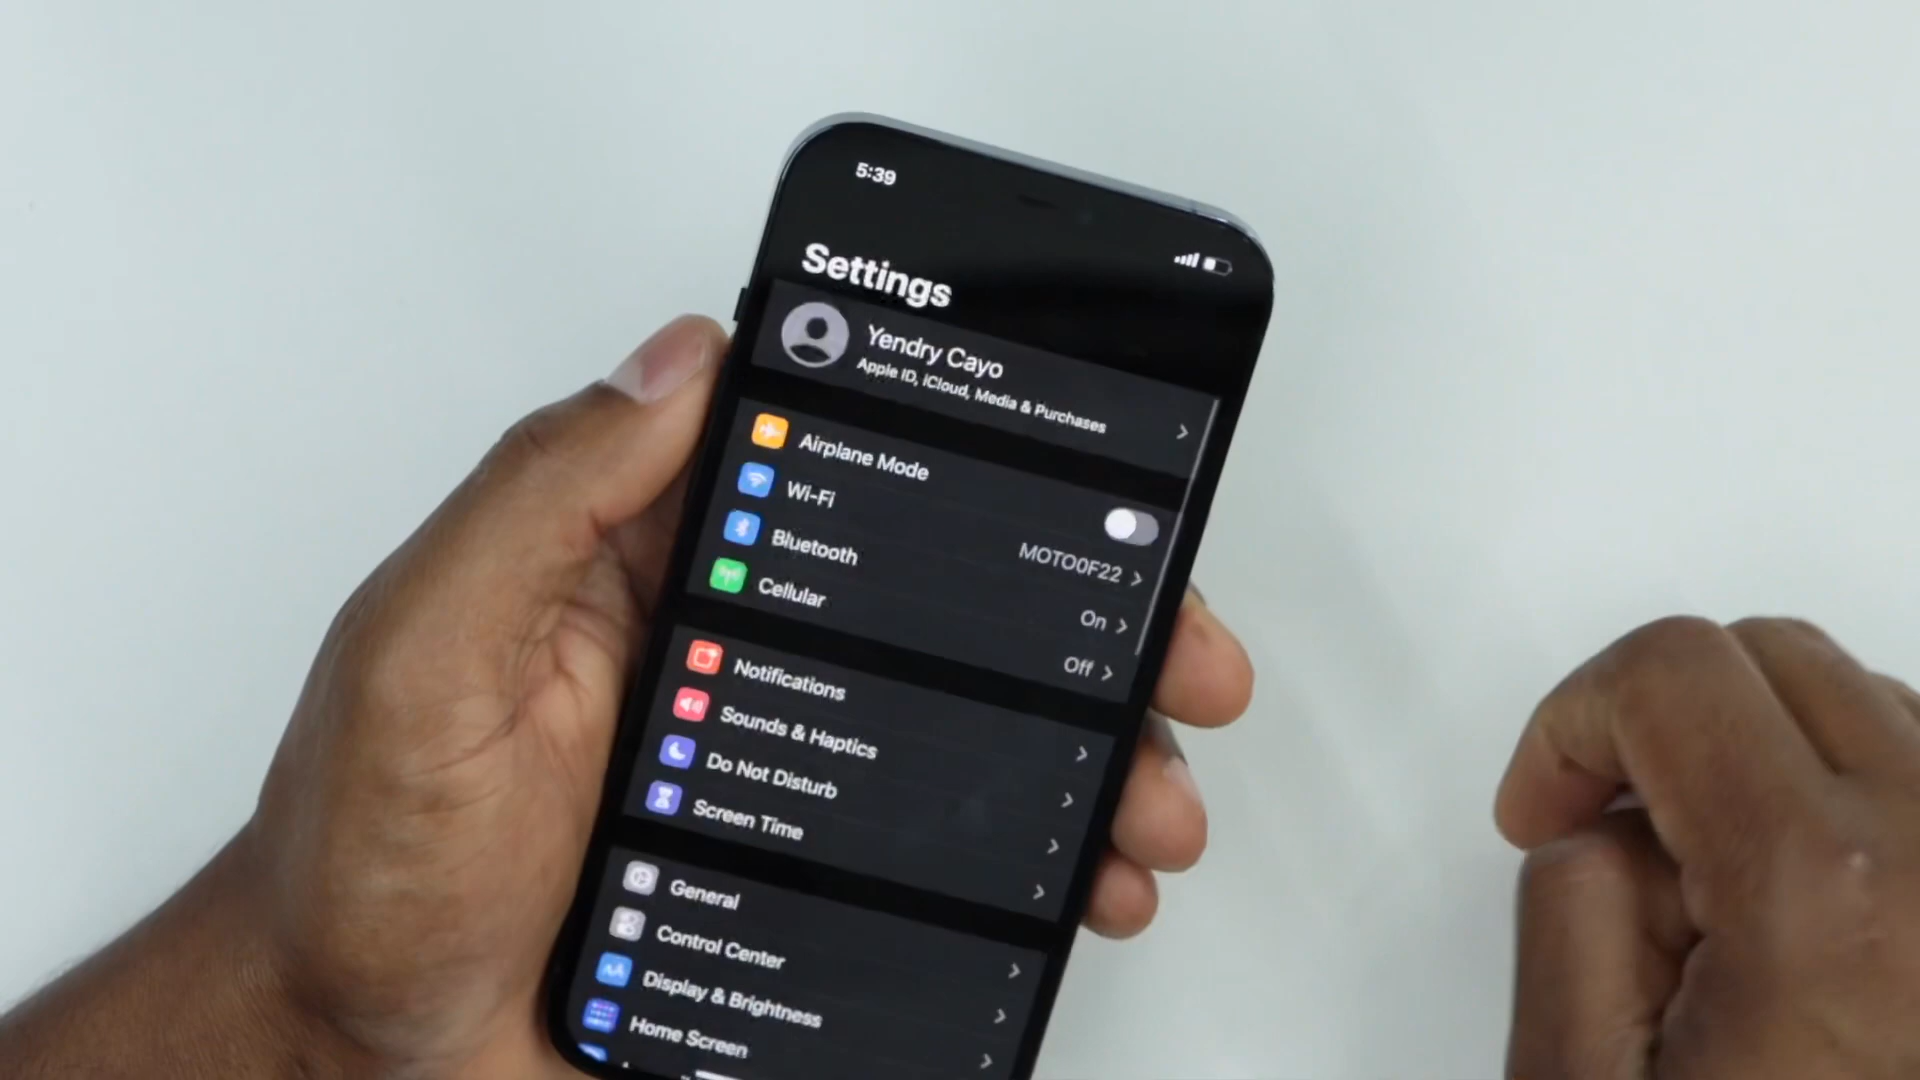 5:39
Settings
Yendry Cayo
Apple ID, iCloud, Media & Purchases
Airplane Mode
Wi-Fi
MOTO0F22
Bluetooth
On
Cellular
Off
Notifications
Sounds & Haptics
Do Not Disturb
Screen Time
General
Control Center
Display & Brightness
Home Screen